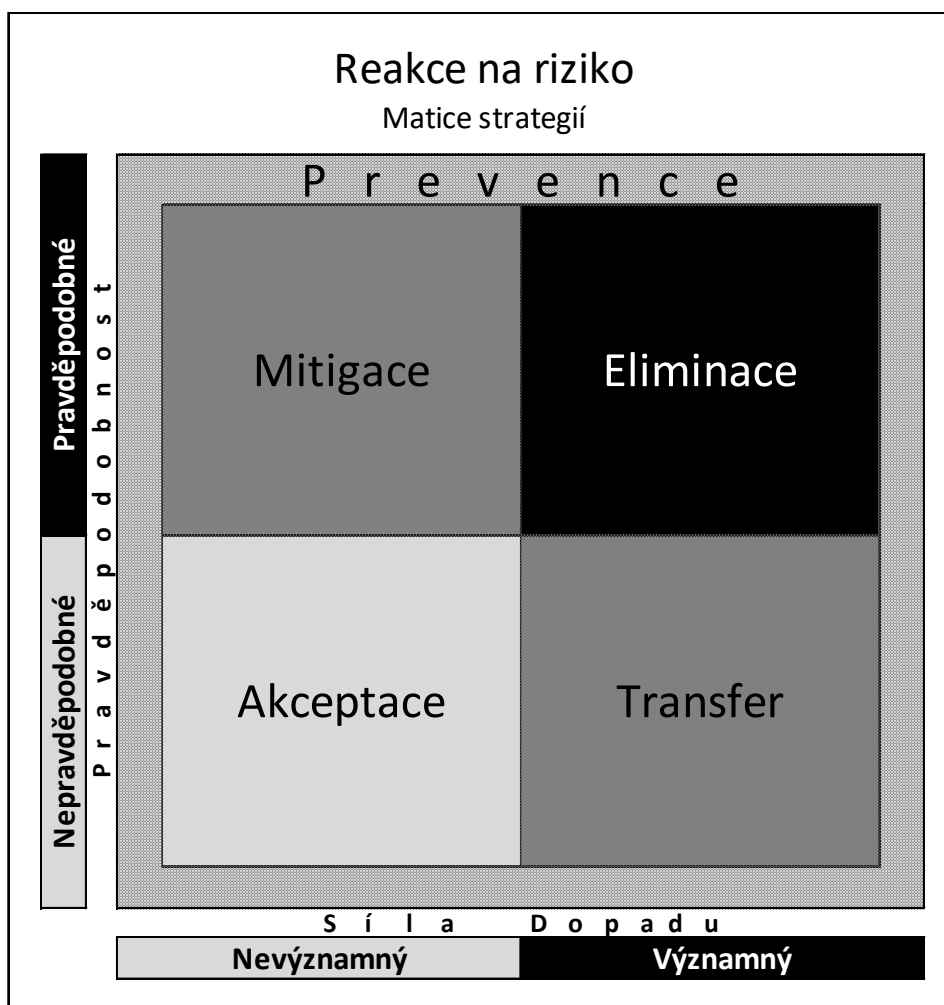 Reakce na riziko
Matice strategií
Prevence
Pravděpodobné
Nepravděpodobné
Pravděpodobnost
Mitigace
Eliminace
Akceptace
Transfer
Síla Dopadu
Nevýznamný
Významný